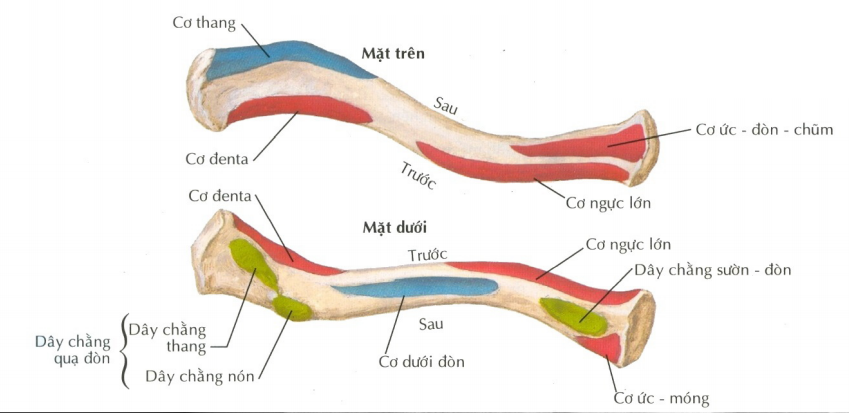 Cơ thang
Mặt trên
Sau
Cơ ức - đòn - chũm
Cơ đenta
Trước
Cơ ngực lớn
Cơ đenta
Mặt dưới
Trước
Cơ ngực lớn
Dây chằng sườn - đòn
Sau
Dây chằng
quạ đòn
Dây chằng
thang
Cơ dưới đòn
Dây chằng nón
Cơ ức - móng